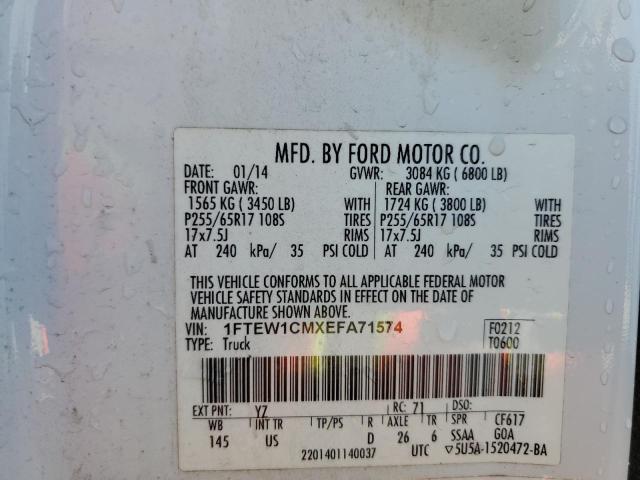 MFD. BY FORD MOTOR CO.
DATE: 01/14 GVWR: 3084 KG ( 6800 LB)
FRONT GAWR: REAR GAWR:
1565 KG ( 3450 LB) WITH 1724 KG ( 3800 LB) WITH
P255/65R17 108S TIRES P255/65R17 108S TIRES
17x7.5J RIMS 17x7.5J RIMS
AT 240 kPa/ 35 PSI COLD AT 240 kPa/ 35 PSI COLD
THIS VEHICLE CONFORMS TO ALL APPLICABLE FEDERAL MOTOR
VEHICLE SAFETY STANDARDS IN EFFECT ON THE DATE OF
MANUFACTURE SHOWN ABOVE.
VIN: 1FTEW1CMXEFA71574 F0212
TYPE: Truck T0600
EXT PNT: YZ RC: 71 DSO:
WB INT TR TP/PS R AXLE TR SPR CF617
145 US D 26 6 SSAA GOA
2201401140037 UTC ▽5U5A-1520472-BA